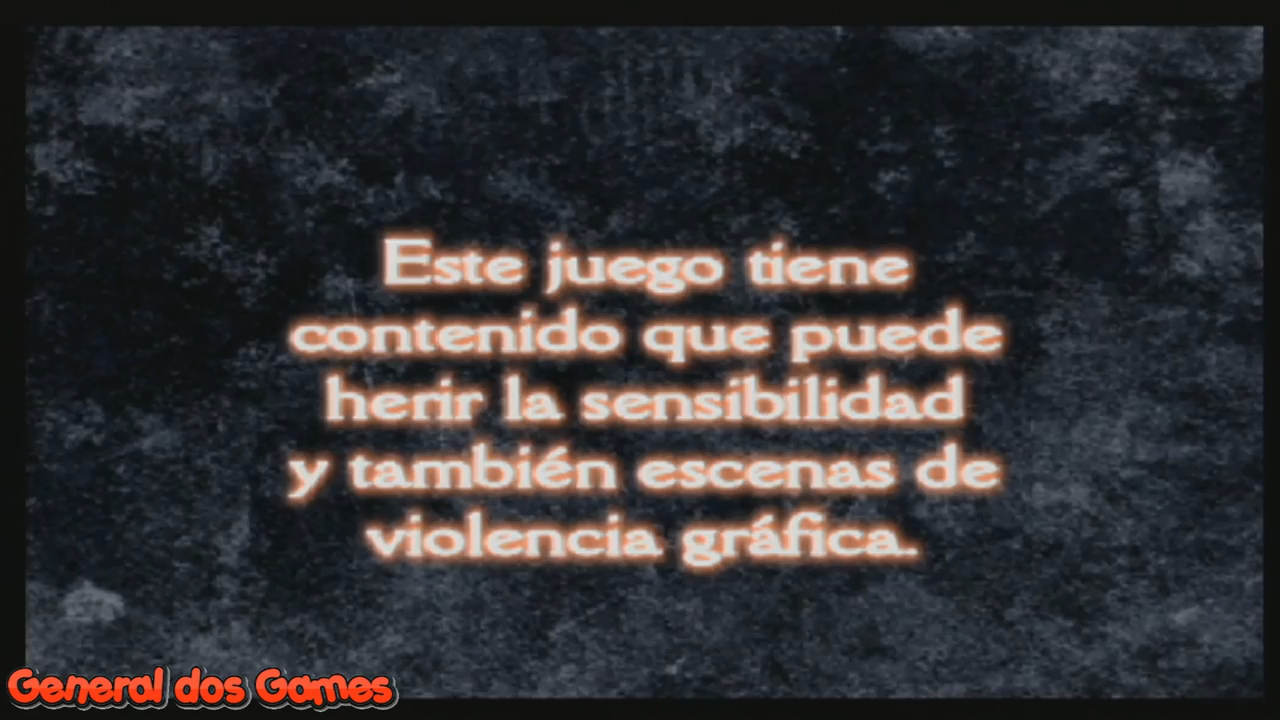 Este juego tiene
contenido que puede
herir la sensibilidad
y también escenas de
violencia gráfica.
General dos Games